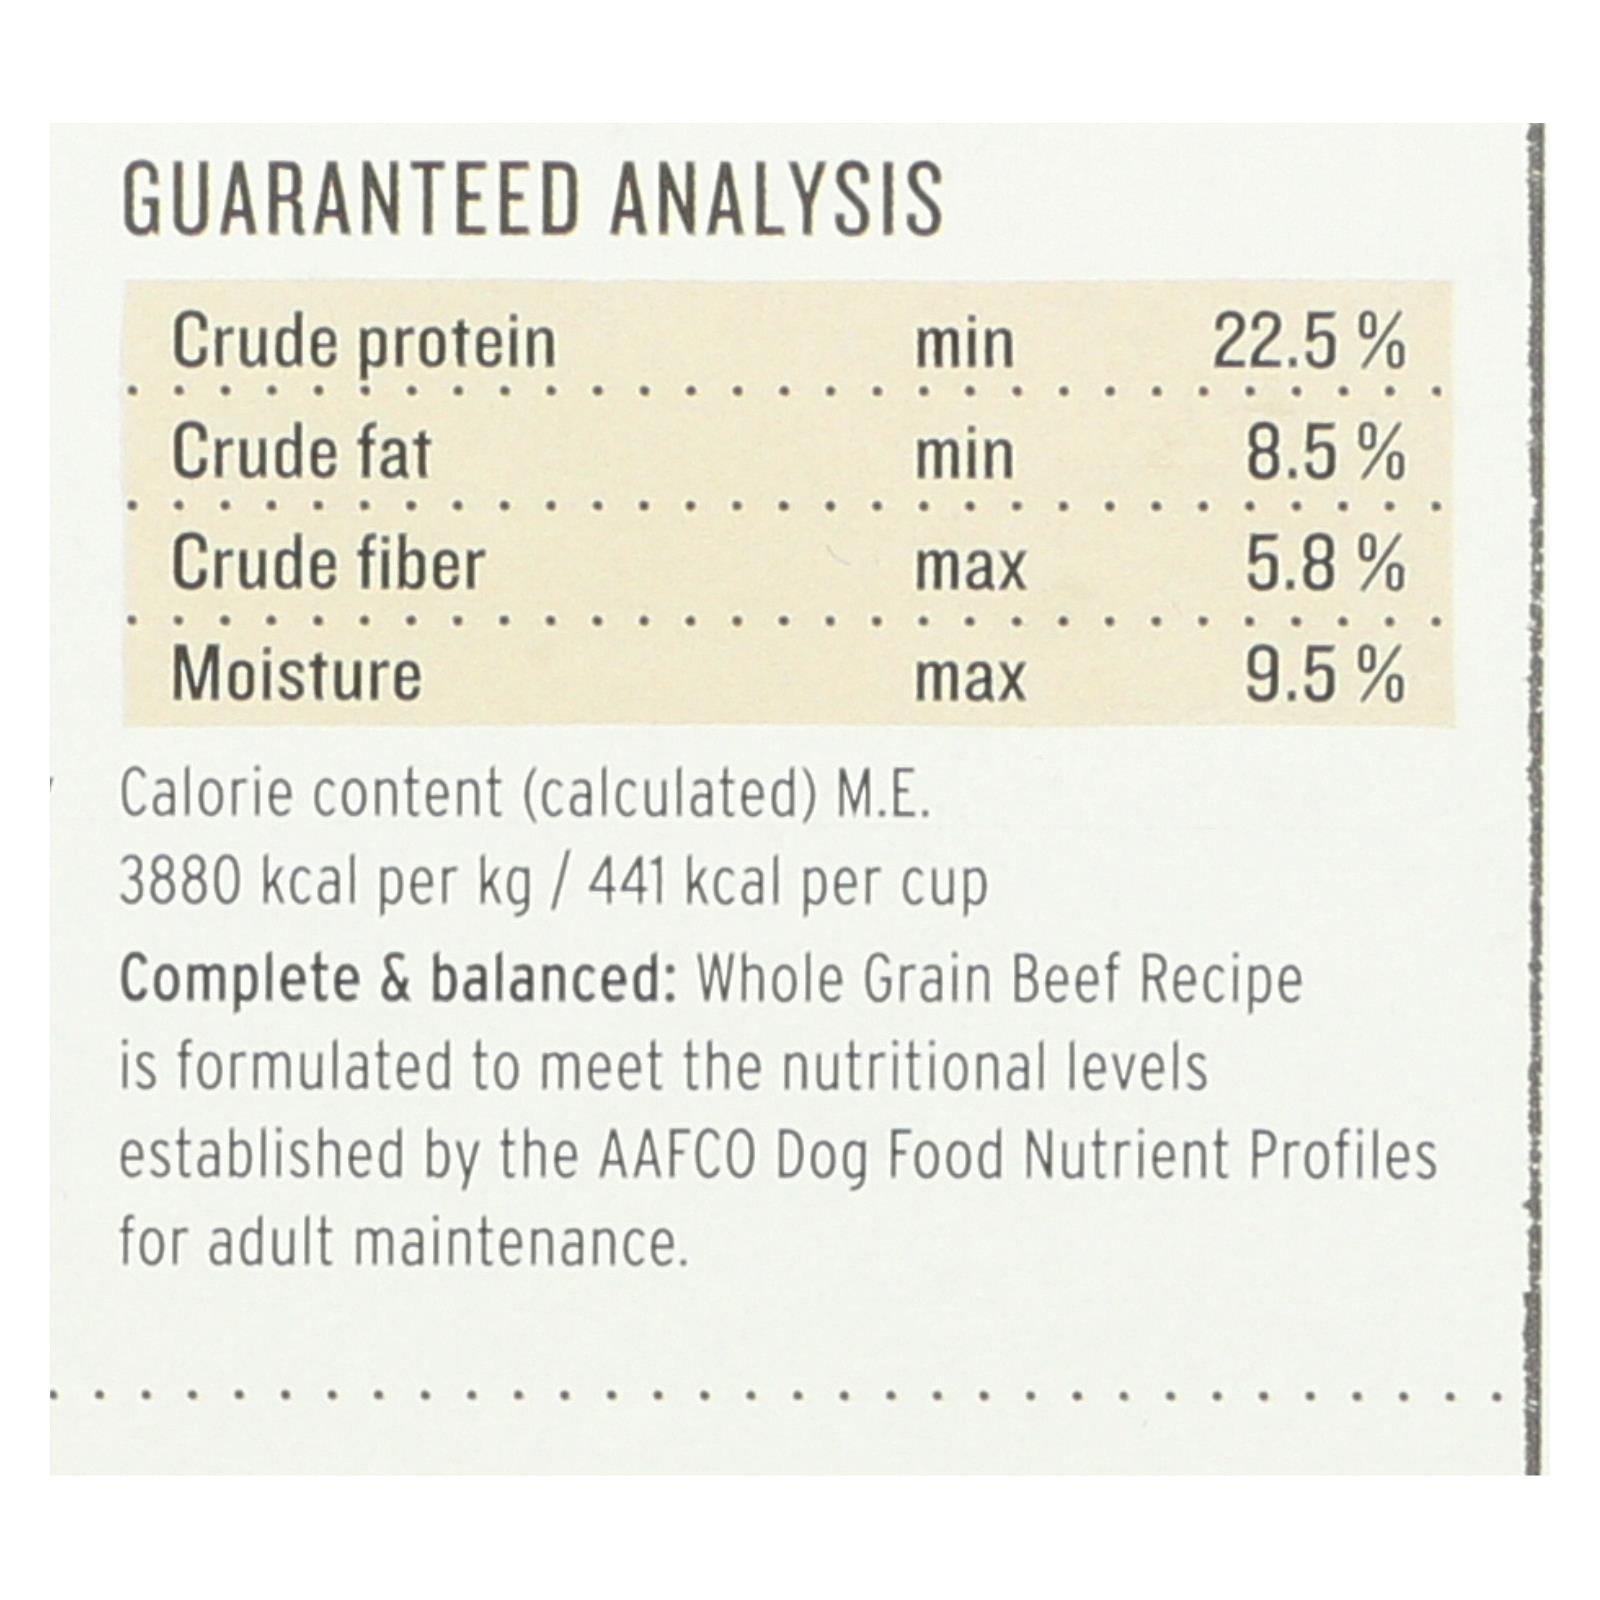 GUARANTEED ANALYSIS
Crude protein min 22.5 %
Crude fat min 8.5 %
Crude fiber max 5.8 %
Moisture max 9.5 %
Calorie content (calculated) M.E.
3880 kcal per kg / 441 kcal per cup
Complete & balanced: Whole Grain Beef Recipe
is formulated to meet the nutritional levels
established by the AAFCO Dog Food Nutrient Profiles
for adult maintenance.